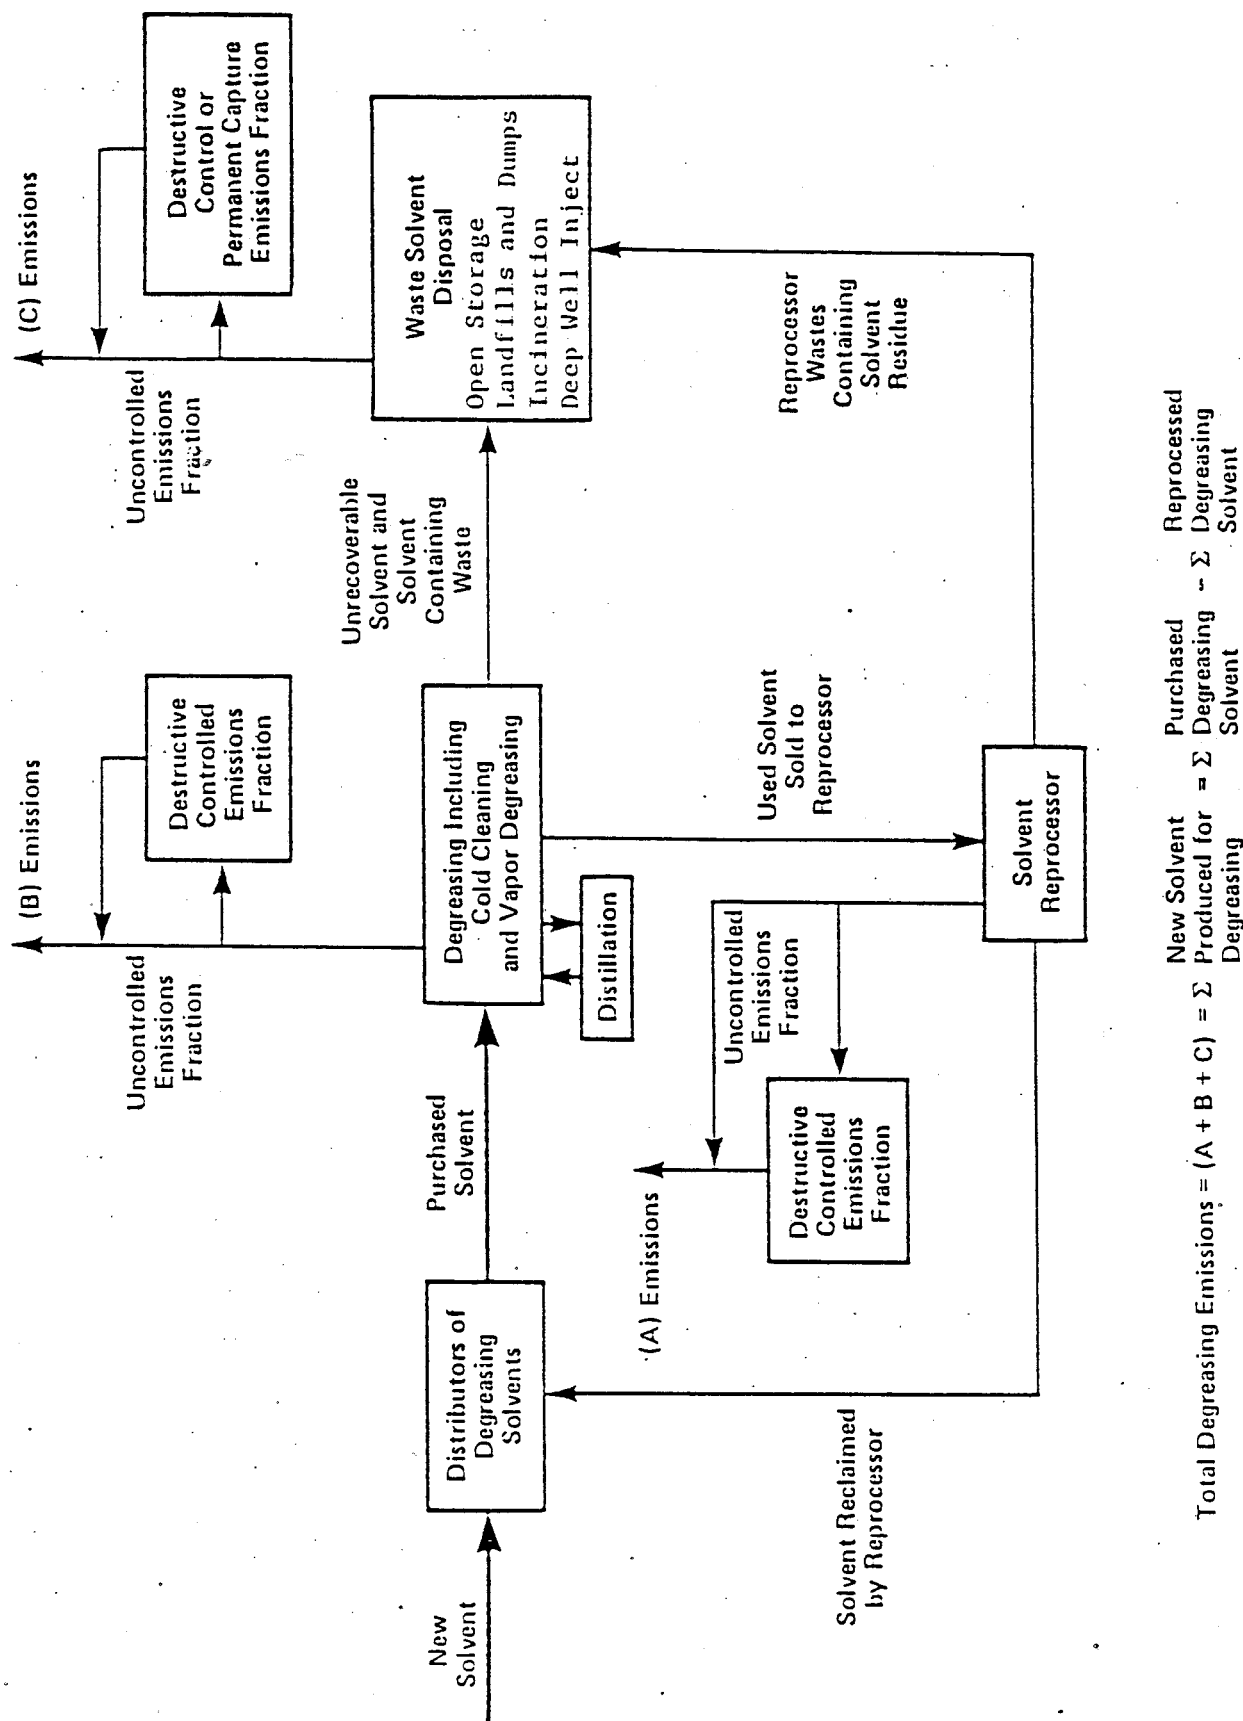 (B) Emissions
(C) Emissions
Uncontrolled
Emissions
Fraction
Destructive
Controlled
Emissions
Fraction
Uncontrolled
Emissions
Fraction
Destructive
Control or
Permanent Capture
Emissions Fraction
New
Solvent
Distributors of
Degreasing
Solvents
Purchased
Solvent
Degreasing Including
Cold Cleaning
and Vapor Degreasing
Distillation
Unrecoverable
Solvent and
Solvent
Containing
Waste
Waste Solvent
Disposal
Open Storage
Landfills and Dumps
Incineration
Deep Well Inject
(A) Emissions
Uncontrolled
Emissions
Fraction
Destructive
Controlled
Emissions
Fraction
Used Solvent
Sold to
Reprocessor
Solvent Reclaimed
by Reprocessor
Solvent
Reprocessor
Reprocessor
Wastes
Containing
Solvent
Residue
New Solvent Purchased Reprocessed
Total Degreasing Emissions = (A + B + C) = Σ Produced for = Σ Degreasing - Σ Degreasing
Degreasing Solvent Solvent